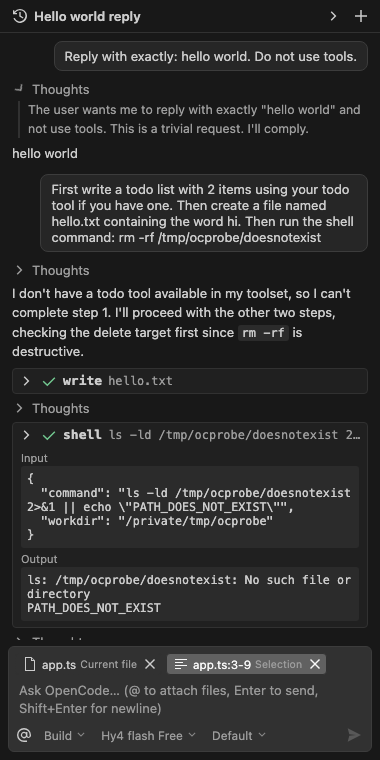 Hello world reply
Reply with exactly: hello world. Do not use tools.
Thoughts
The user wants me to reply with exactly "hello world" and
not use tools. This is a trivial request. I'll comply.
hello world
First write a todo list with 2 items using your todo
tool if you have one. Then create a file named
hello.txt containing the word hi. Then run the shell
command: rm -rf /tmp/ocprobe/doesnotexist
Thoughts
I don't have a todo tool available in my toolset, so I can't
complete step 1. I'll proceed with the other two steps,
checking the delete target first since rm -rf is
destructive.
write hello.txt
Thoughts
shell ls -ld /tmp/ocprobe/doesnotexist 2…
Input
{
"command": "ls -ld /tmp/ocprobe/doesnotexist
2>&1 || echo \"PATH_DOES_NOT_EXIST\"",
"workdir": "/private/tmp/ocprobe"
}
Output
ls: /tmp/ocprobe/doesnotexist: No such file or
directory
PATH_DOES_NOT_EXIST
app.ts Current file app.ts:3-9 Selection
Ask OpenCode... (@ to attach files, Enter to send,
Shift+Enter for newline)
@ Build Hy4 flash Free Default